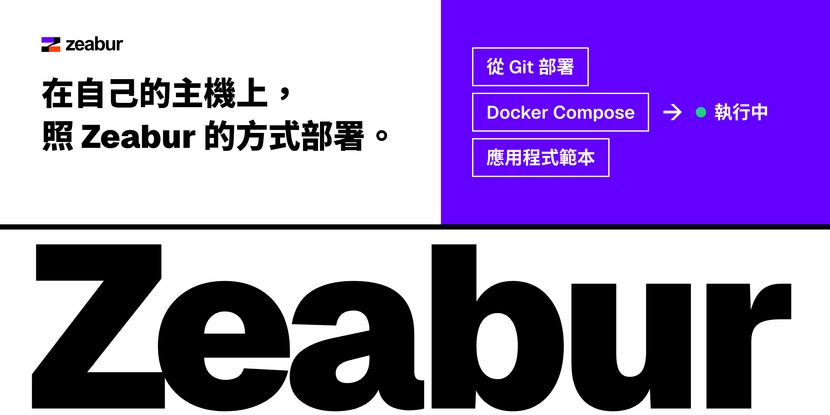 zeabur
在自己的主機上，
照 Zeabur 的方式部署。
從 Git 部署
Docker Compose
→ 執行中
應用程式範本
Zeabur